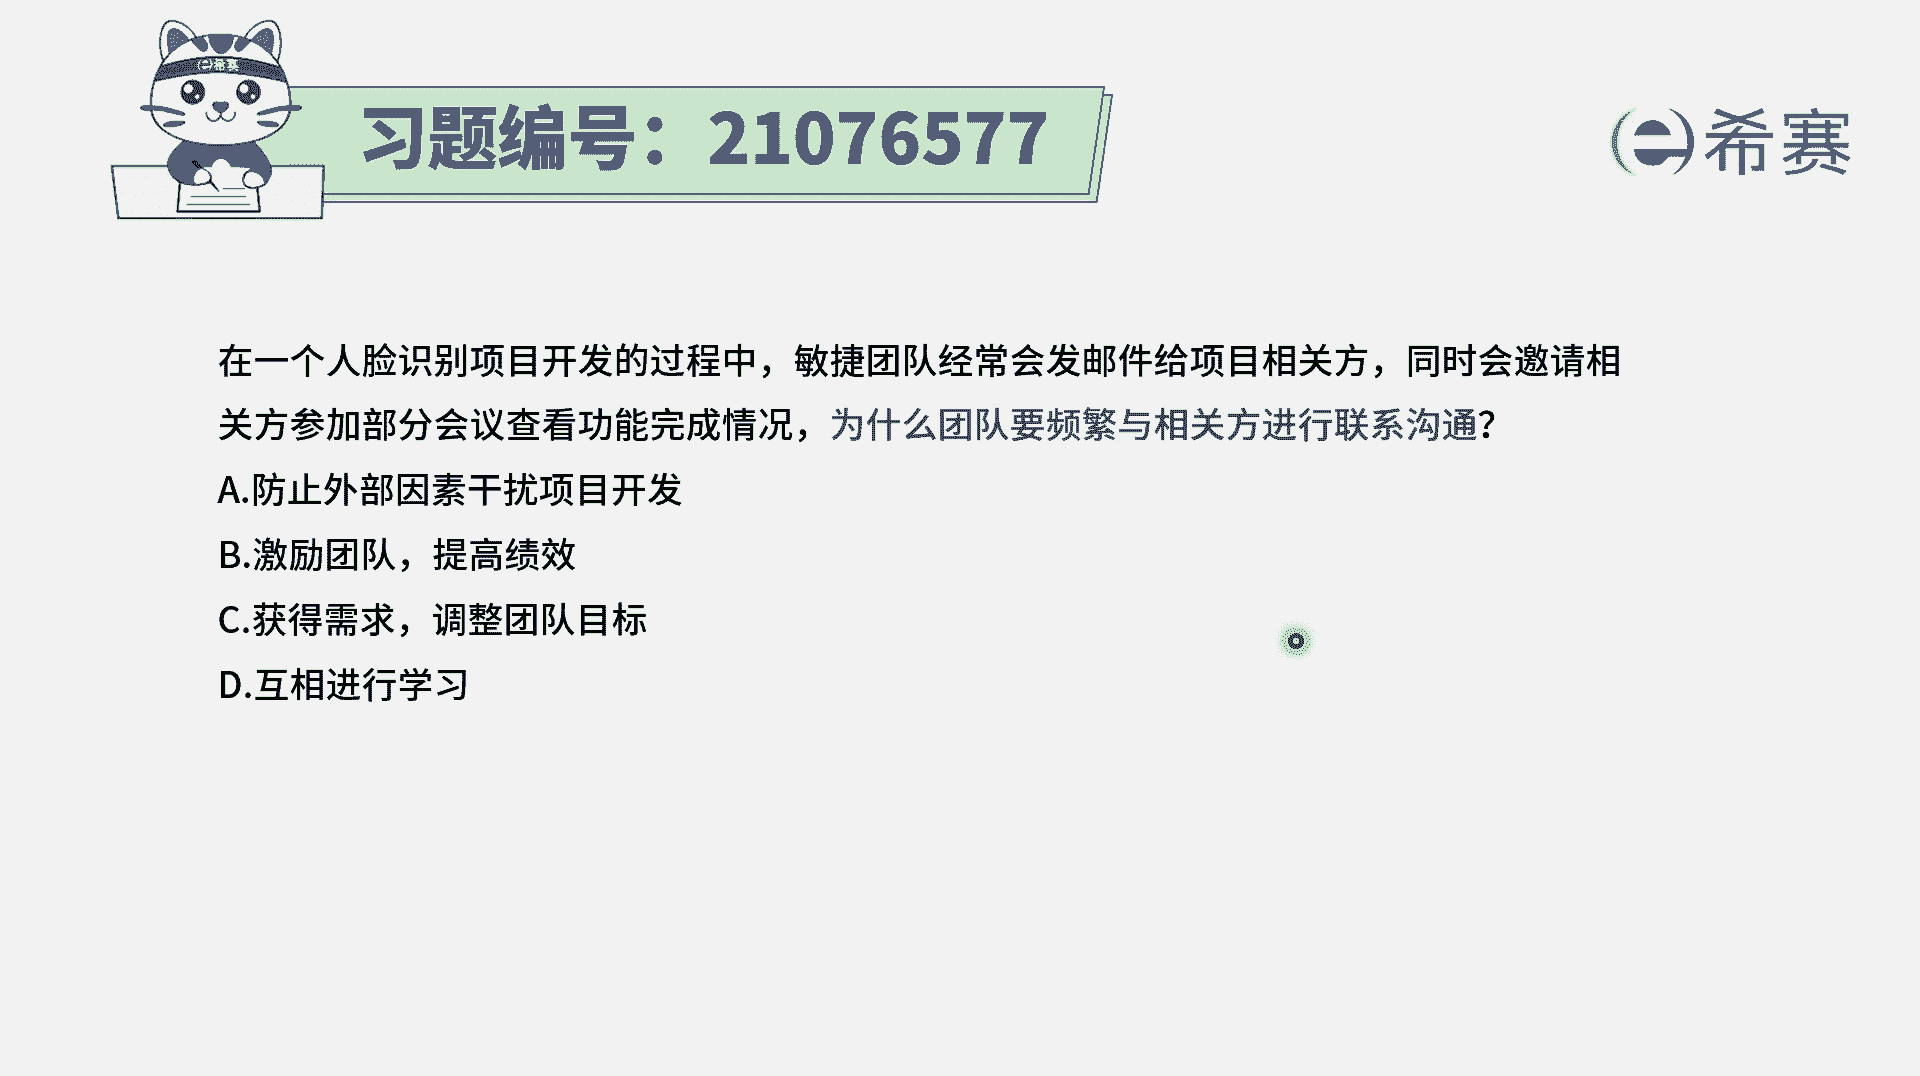 e希赛
习题编号：21076577
e希赛
在一个人脸识别项目开发的过程中，敏捷团队经常会发邮件给项目相关方，同时会邀请相
关方参加部分会议查看功能完成情况，为什么团队要频繁与相关方进行联系沟通？
A.防止外部因素干扰项目开发
B.激励团队，提高绩效
C.获得需求，调整团队目标
D.互相进行学习